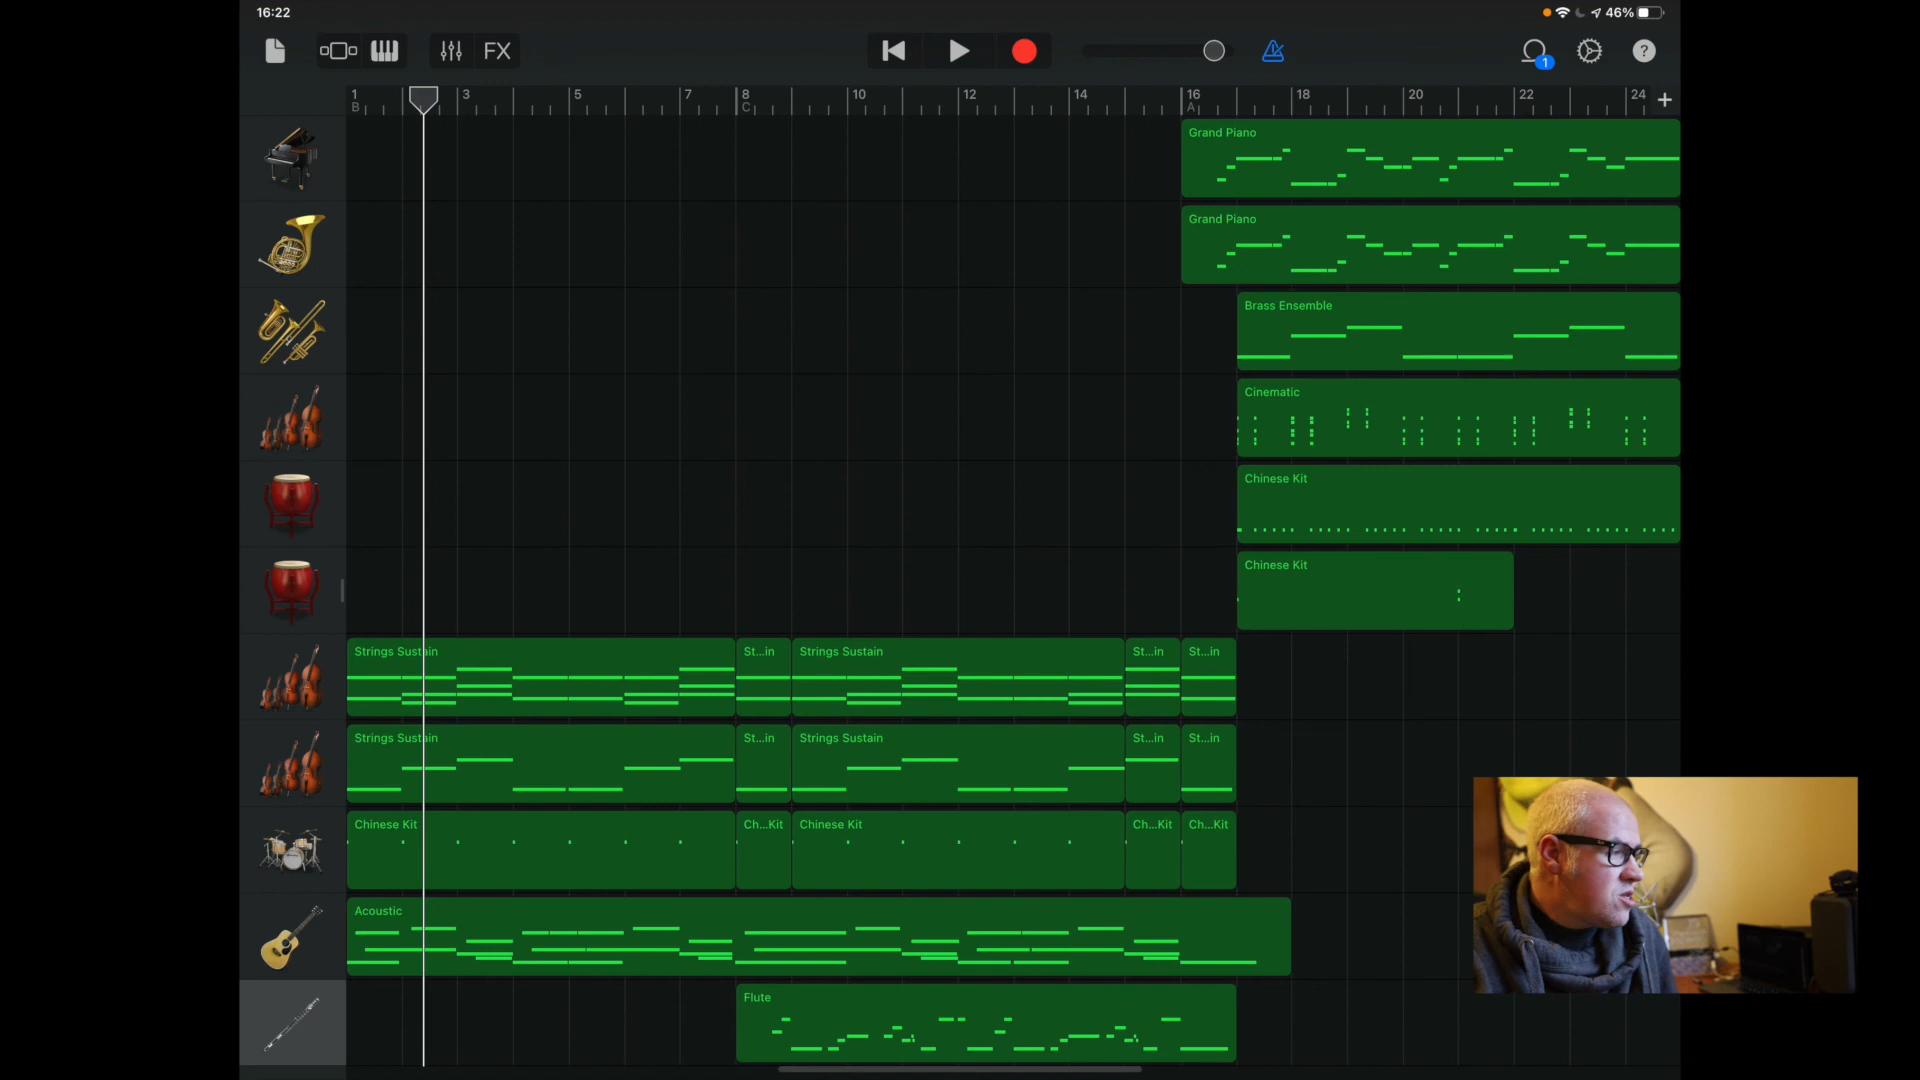 16:22
46%
FX
1
?
1 3 5 7 8 10 12 14 16 18 20 22 24
B C A
Grand Piano
Grand Piano
Brass Ensemble
Cinematic
Chinese Kit
Chinese Kit
Strings Sustain St...in Strings Sustain St...in St...in
Strings Sustain St...in Strings Sustain St...in St...in
Chinese Kit Ch...Kit Chinese Kit Ch...Kit Ch...Kit
Acoustic
Flute